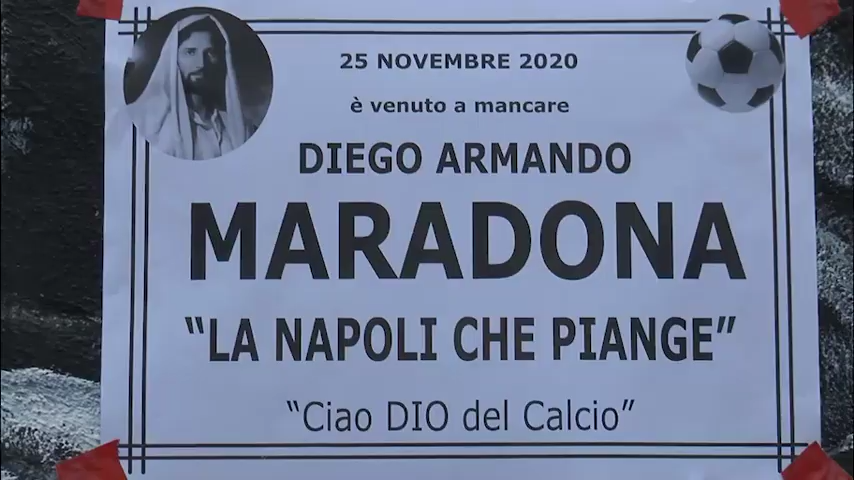 25 NOVEMBRE 2020
è venuto a mancare
DIEGO ARMANDO
MARADONA
“LA NAPOLI CHE PIANGE”
“Ciao DIO del Calcio”